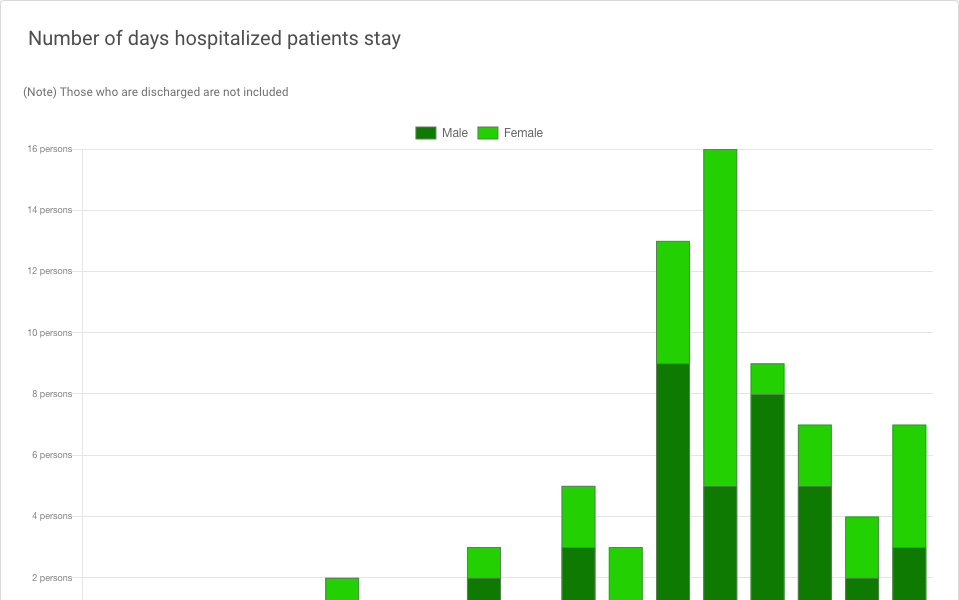 Number of days hospitalized patients stay
(Note) Those who are discharged are not included
Male Female
16 persons
14 persons
12 persons
10 persons
8 persons
6 persons
4 persons
2 persons